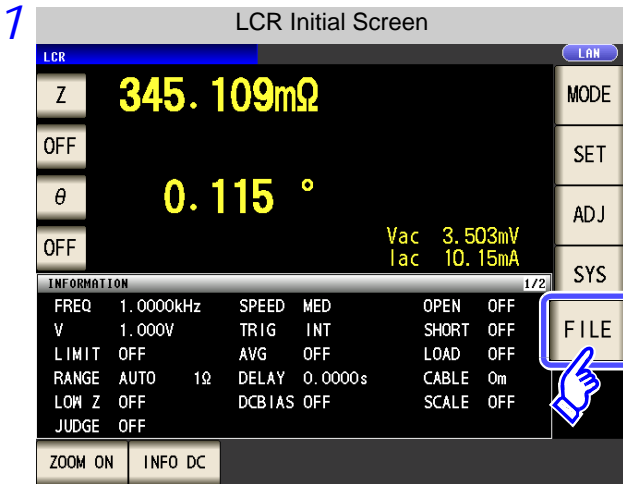 1
LCR Initial Screen
LCR
LAN
Z
345.109mΩ
MODE
OFF
SET
θ
0.115 °
ADJ
OFF
Vac 3.503mV
Iac 10.15mA
SYS
INFORMATION 1/2
FREQ 1.0000kHz SPEED MED OPEN OFF
V 1.000V TRIG INT SHORT OFF
FILE
LIMIT OFF AVG OFF LOAD OFF
RANGE AUTO 1Ω DELAY 0.0000s CABLE 0m
LOW Z OFF DCBIAS OFF SCALE OFF
JUDGE OFF
ZOOM ON INFO DC